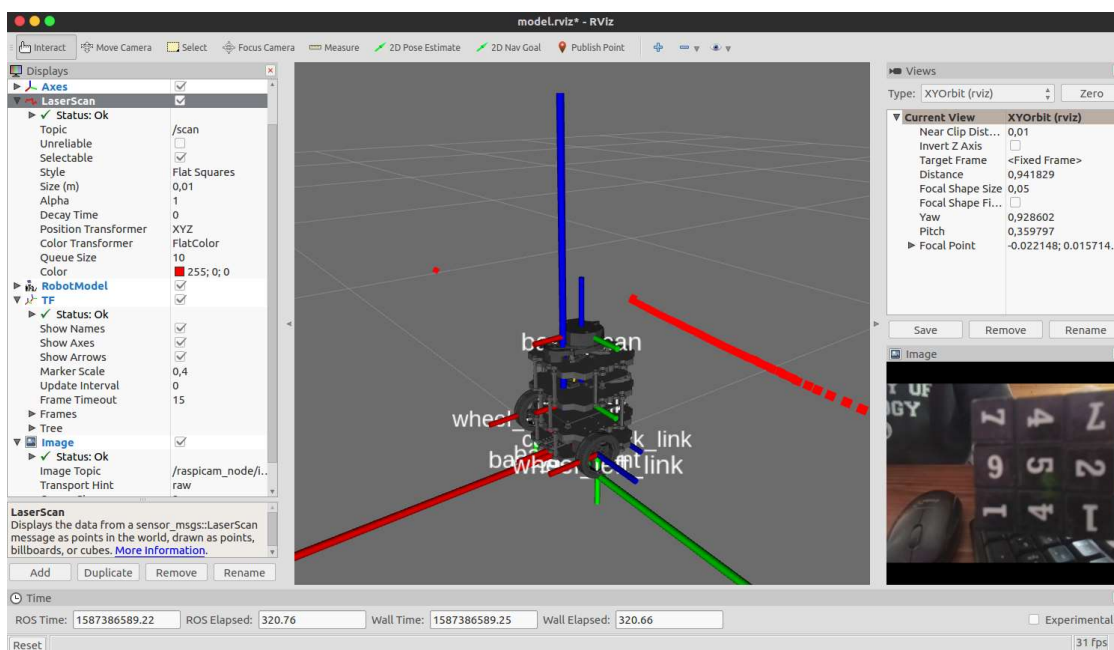 model.rviz* - RViz
Interact Move Camera Select Focus Camera Measure 2D Pose Estimate 2D Nav Goal Publish Point
Displays
Axes
LaserScan
Status: Ok
Topic /scan
Unreliable
Selectable
Style Flat Squares
Size (m) 0,01
Alpha 1
Decay Time 0
Position Transformer XYZ
Color Transformer FlatColor
Queue Size 10
Color 255; 0; 0
RobotModel
TF
Status: Ok
Show Names
Show Axes
Show Arrows
Marker Scale 0,4
Update Interval 0
Frame Timeout 15
Frames
Tree
Image
Status: Ok
Image Topic /raspicam_node/i...
Transport Hint raw
LaserScan
Displays the data from a sensor_msgs::LaserScan
message as points in the world, drawn as points,
billboards, or cubes. More Information.
Add Duplicate Remove Rename
Views
Type: XYOrbit (rviz) Zero
Current View XYOrbit (rviz)
Near Clip Dist... 0,01
Invert Z Axis
Target Frame <Fixed Frame>
Distance 0,941829
Focal Shape Size 0,05
Focal Shape Fi...
Yaw 0,928602
Pitch 0,359797
Focal Point -0.022148; 0.015714...
Save Remove Rename
Image
OF
OGY
9
Time
ROS Time: 1587386589.22 ROS Elapsed: 320.76 Wall Time: 1587386589.25 Wall Elapsed: 320.66 Experimental
Reset 31 fps